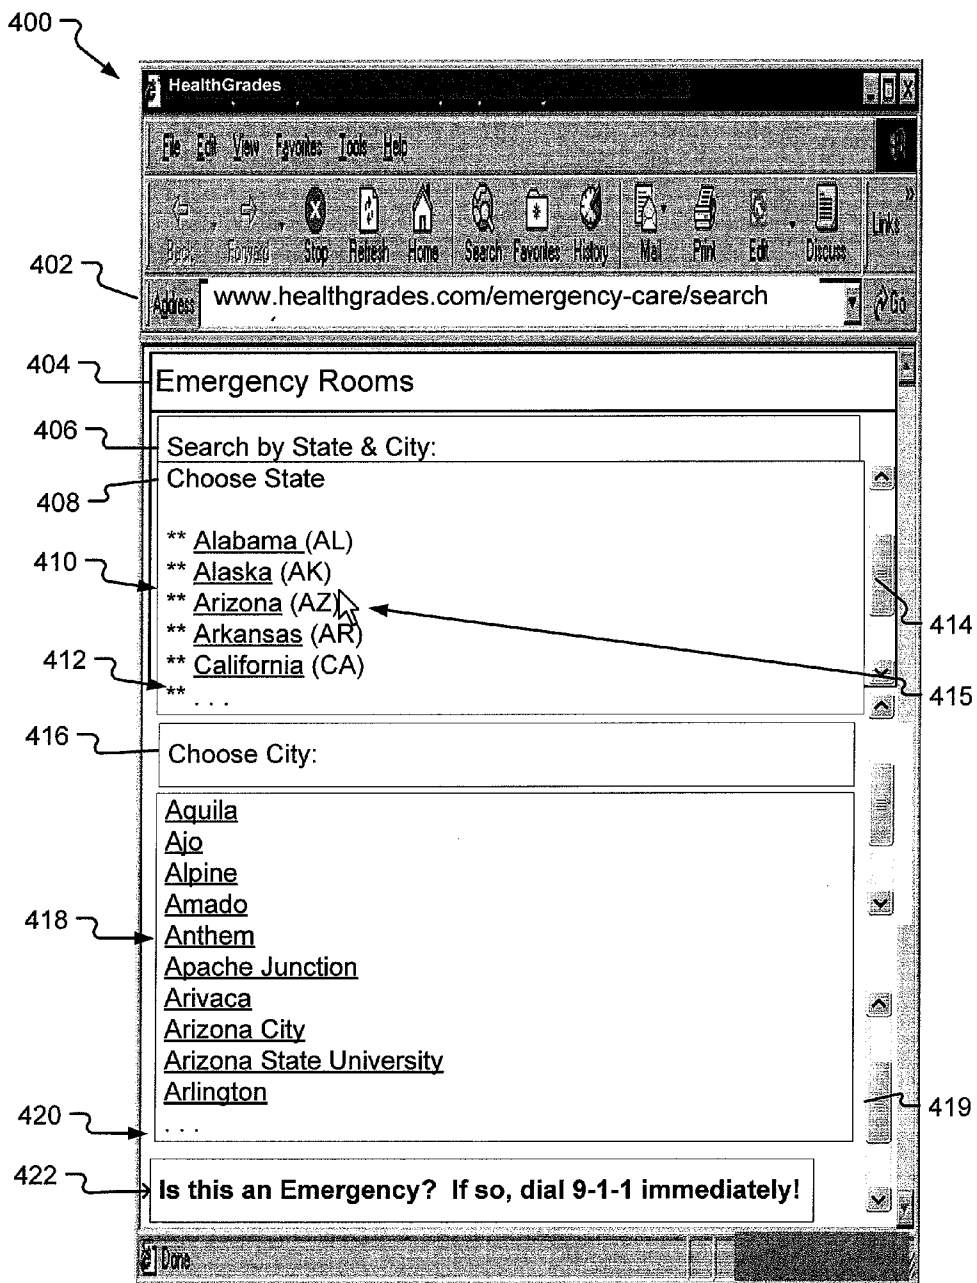 400
HealthGrades
File Edit View Favorites Tools Help
Back Forward Stop Refresh Home Search Favorites History Mail Print Edit Discuss Links »
402
Address www.healthgrades.com/emergency-care/search Go
404
Emergency Rooms
406
Search by State & City:
408
Choose State
** Alabama (AL)
410
** Alaska (AK)
** Arizona (AZ)
414
** Arkansas (AR)
412
** California (CA)
415
** . . .
416
Choose City:
Aquila
Ajo
Alpine
Amado
418
Anthem
Apache Junction
Arivaca
Arizona City
Arizona State University
Arlington
419
420
. . .
422
Is this an Emergency? If so, dial 9-1-1 immediately!
Done